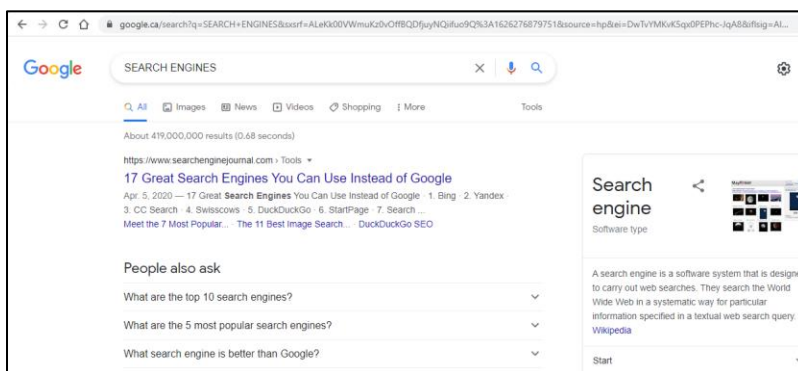 google.ca/search?q=SEARCH+ENGINES&sxsrf=ALeKk00VWmuKz0vOff8QDfjuyNQiifuo9Q%3A1626276879751&source=hp&ei=DwTvYMKvKSqx0PEPhc-JqA8&iflsig=AI...
Google
SEARCH ENGINES
All Images News Videos Shopping More Tools
About 419,000,000 results (0.68 seconds)
https://www.searchenginejournal.com › Tools
17 Great Search Engines You Can Use Instead of Google
Apr. 5, 2020 — 17 Great Search Engines You Can Use Instead of Google · 1. Bing · 2. Yandex ·
3. CC Search · 4. Swisscows · 5. DuckDuckGo · 6. StartPage · 7. Search ...
Meet the 7 Most Popular... · The 11 Best Image Search... · DuckDuckGo SEO
People also ask
What are the top 10 search engines?
What are the 5 most popular search engines?
What search engine is better than Google?
Search
engine
Software type
A search engine is a software system that is designe
to carry out web searches. They search the World
Wide Web in a systematic way for particular
information specified in a textual web search query.
Wikipedia
Start